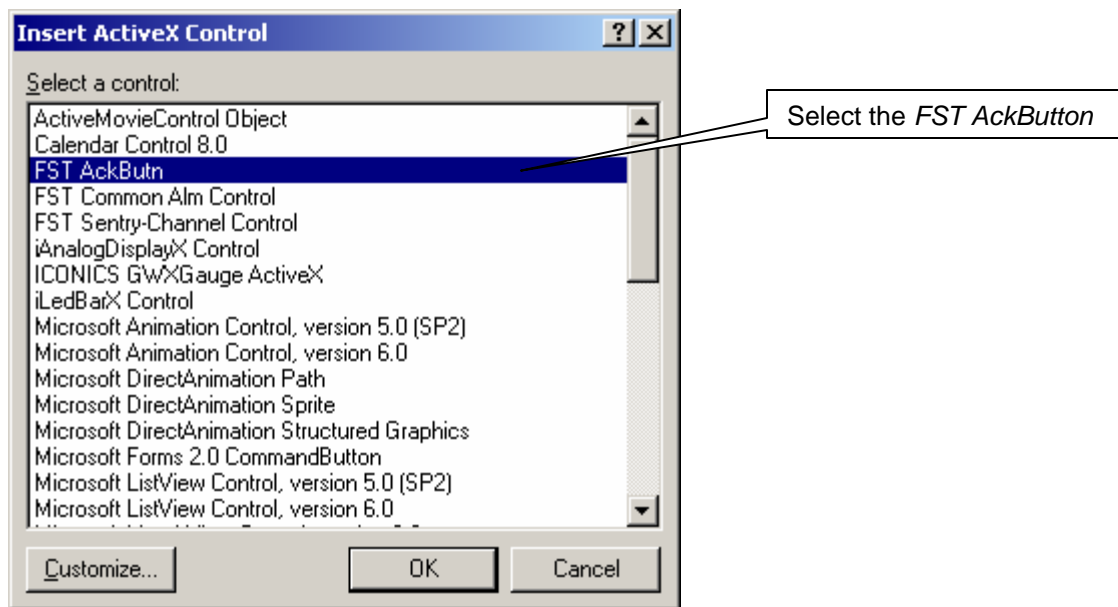 Insert ActiveX Control
Select a control:
ActiveMovieControl Object
Calendar Control 8.0
FST AckButn
FST Common Alm Control
FST Sentry-Channel Control
iAnalogDisplayX Control
ICONICS GWXGauge ActiveX
iLedBarX Control
Microsoft Animation Control, version 5.0 (SP2)
Microsoft Animation Control, version 6.0
Microsoft DirectAnimation Path
Microsoft DirectAnimation Sprite
Microsoft DirectAnimation Structured Graphics
Microsoft Forms 2.0 CommandButton
Microsoft ListView Control, version 5.0 (SP2)
Microsoft ListView Control, version 6.0
Customize...
OK
Cancel
Select the FST AckButton